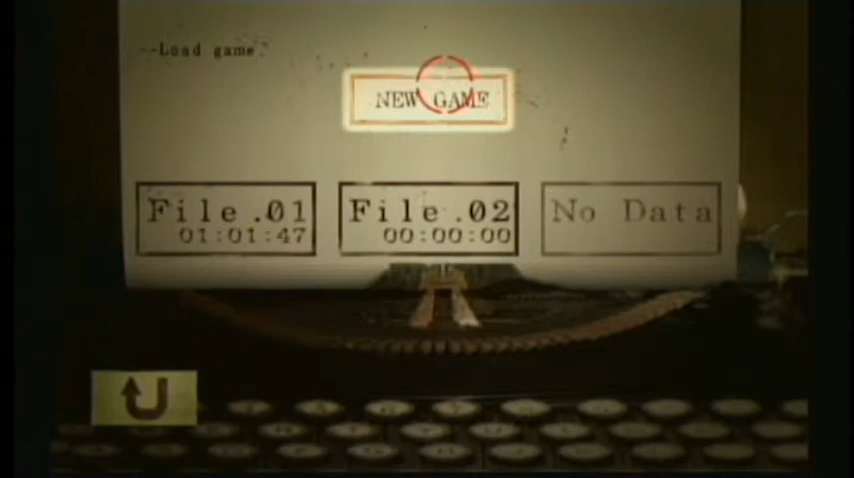 --Load game.
NEW GAME
File.01
01:01:47
File.02
00:00:00
No Data